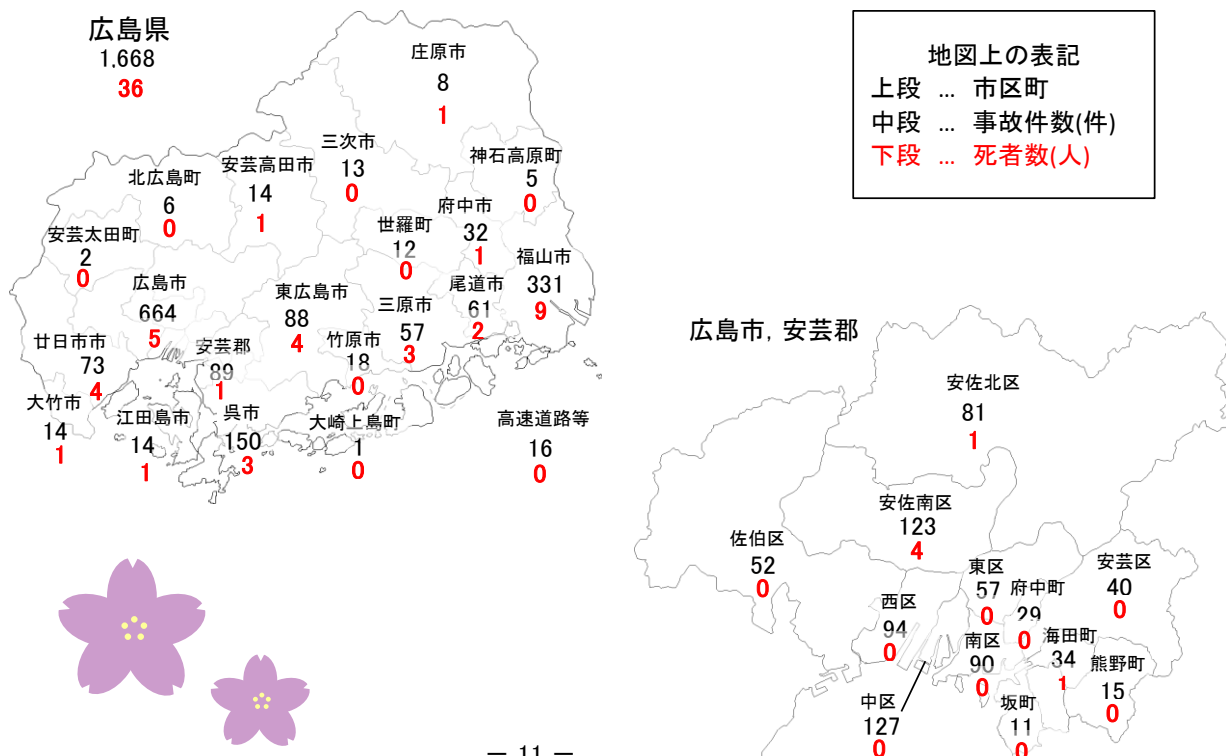 広島県
1,668
36
地図上の表記
上段 … 市区町
中段 … 事故件数(件)
下段 … 死者数(人)
庄原市
8
1
三次市
13
0
神石高原町
5
0
安芸高田市
14
1
北広島町
6
0
府中市
32
1
世羅町
12
0
安芸太田町
2
0
福山市
331
9
広島市
664
5
東広島市
88
4
尾道市
61
2
三原市
57
3
廿日市市
73
4
安芸郡
89
1
竹原市
18
0
大竹市
14
1
江田島市
14
1
呉市
150
3
大崎上島町
1
0
高速道路等
16
0
広島市, 安芸郡
安佐北区
81
1
安佐南区
123
4
佐伯区
52
0
東区
57
0
安芸区
40
0
府中町
29
0
西区
94
0
海田町
34
1
南区
90
0
熊野町
15
0
中区
127
0
坂町
11
0
― 11 ―